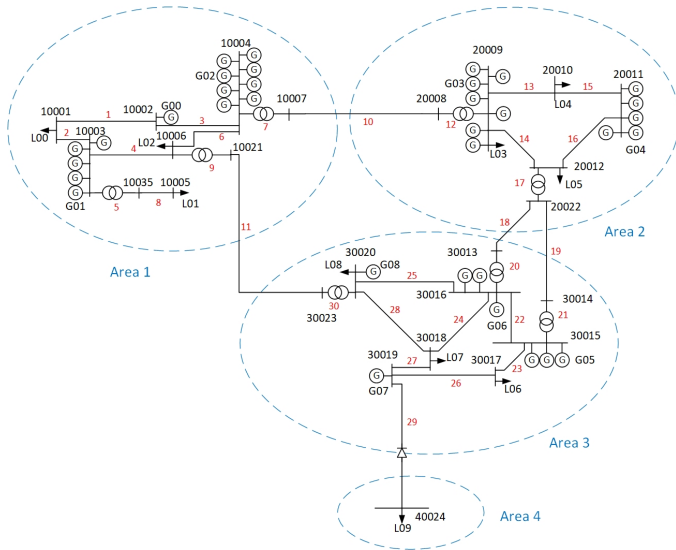 10004
G
G
G
G
G02
G
G
G
10007
7
10001
1
10002
G00
G
3
2
L00
10003
G
L02
10006
6
G
G
G
G01
4
9
10021
10035
10005
5
8
L01
11
Area 1
10
20009
G
G03
G
G
G
20008
12
G
G
G
L03
13
20010
L04
15
20011
G
G
G
G
G04
14
16
20012
17
L05
20022
Area 2
18
19
30013
20
30014
21
30020
L08
G
G08
25
30
30023
28
30016
G
G
G
G06
24
22
30015
G
G
G
G05
30018
L07
27
30017
23
L06
30019
G
G07
26
29
Area 3
40024
L09
Area 4